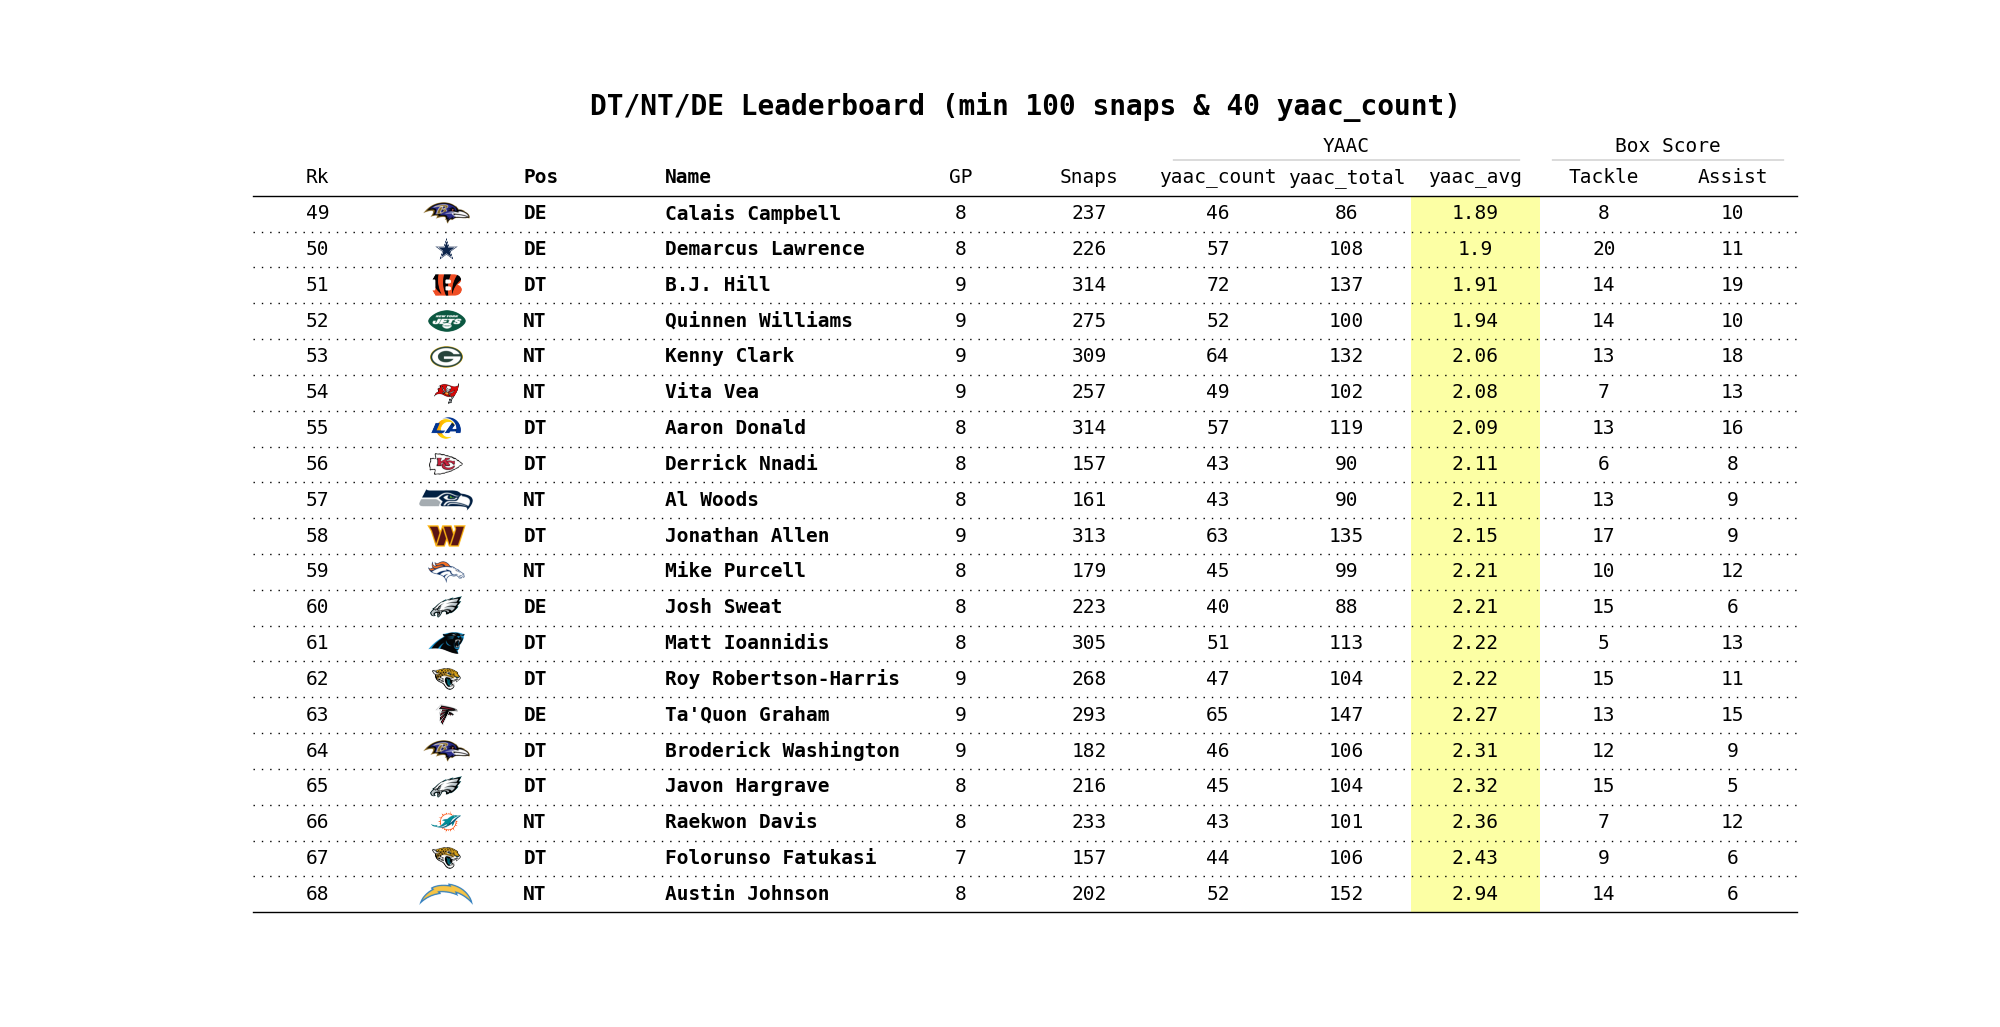 DT/NT/DE Leaderboard (min 100 snaps & 40 yaac_count)
YAAC Box Score
Rk Pos Name GP Snaps yaac_count yaac_total yaac_avg Tackle Assist
49 DE Calais Campbell 8 237 46 86 1.89 8 10
50 DE Demarcus Lawrence 8 226 57 108 1.9 20 11
51 DT B.J. Hill 9 314 72 137 1.91 14 19
52 NT Quinnen Williams 9 275 52 100 1.94 14 10
53 NT Kenny Clark 9 309 64 132 2.06 13 18
54 NT Vita Vea 9 257 49 102 2.08 7 13
55 DT Aaron Donald 8 314 57 119 2.09 13 16
56 DT Derrick Nnadi 8 157 43 90 2.11 6 8
57 NT Al Woods 8 161 43 90 2.11 13 9
58 DT Jonathan Allen 9 313 63 135 2.15 17 9
59 NT Mike Purcell 8 179 45 99 2.21 10 12
60 DE Josh Sweat 8 223 40 88 2.21 15 6
61 DT Matt Ioannidis 8 305 51 113 2.22 5 13
62 DT Roy Robertson-Harris 9 268 47 104 2.22 15 11
63 DE Ta'Quon Graham 9 293 65 147 2.27 13 15
64 DT Broderick Washington 9 182 46 106 2.31 12 9
65 DT Javon Hargrave 8 216 45 104 2.32 15 5
66 NT Raekwon Davis 8 233 43 101 2.36 7 12
67 DT Folorunso Fatukasi 7 157 44 106 2.43 9 6
68 NT Austin Johnson 8 202 52 152 2.94 14 6